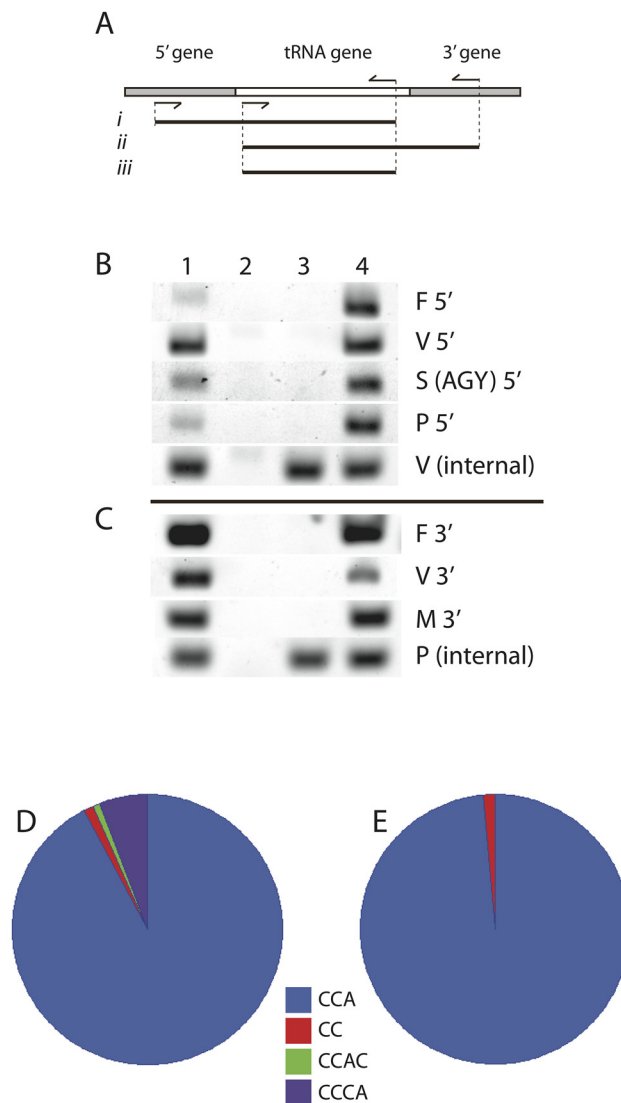 A
5' gene tRNA gene 3' gene
i
ii
iii
B 1 2 3 4
F 5'
V 5'
S (AGY) 5'
P 5'
V (internal)
C
F 3'
V 3'
M 3'
P (internal)
D E
CCA
CC
CCAC
CCCA